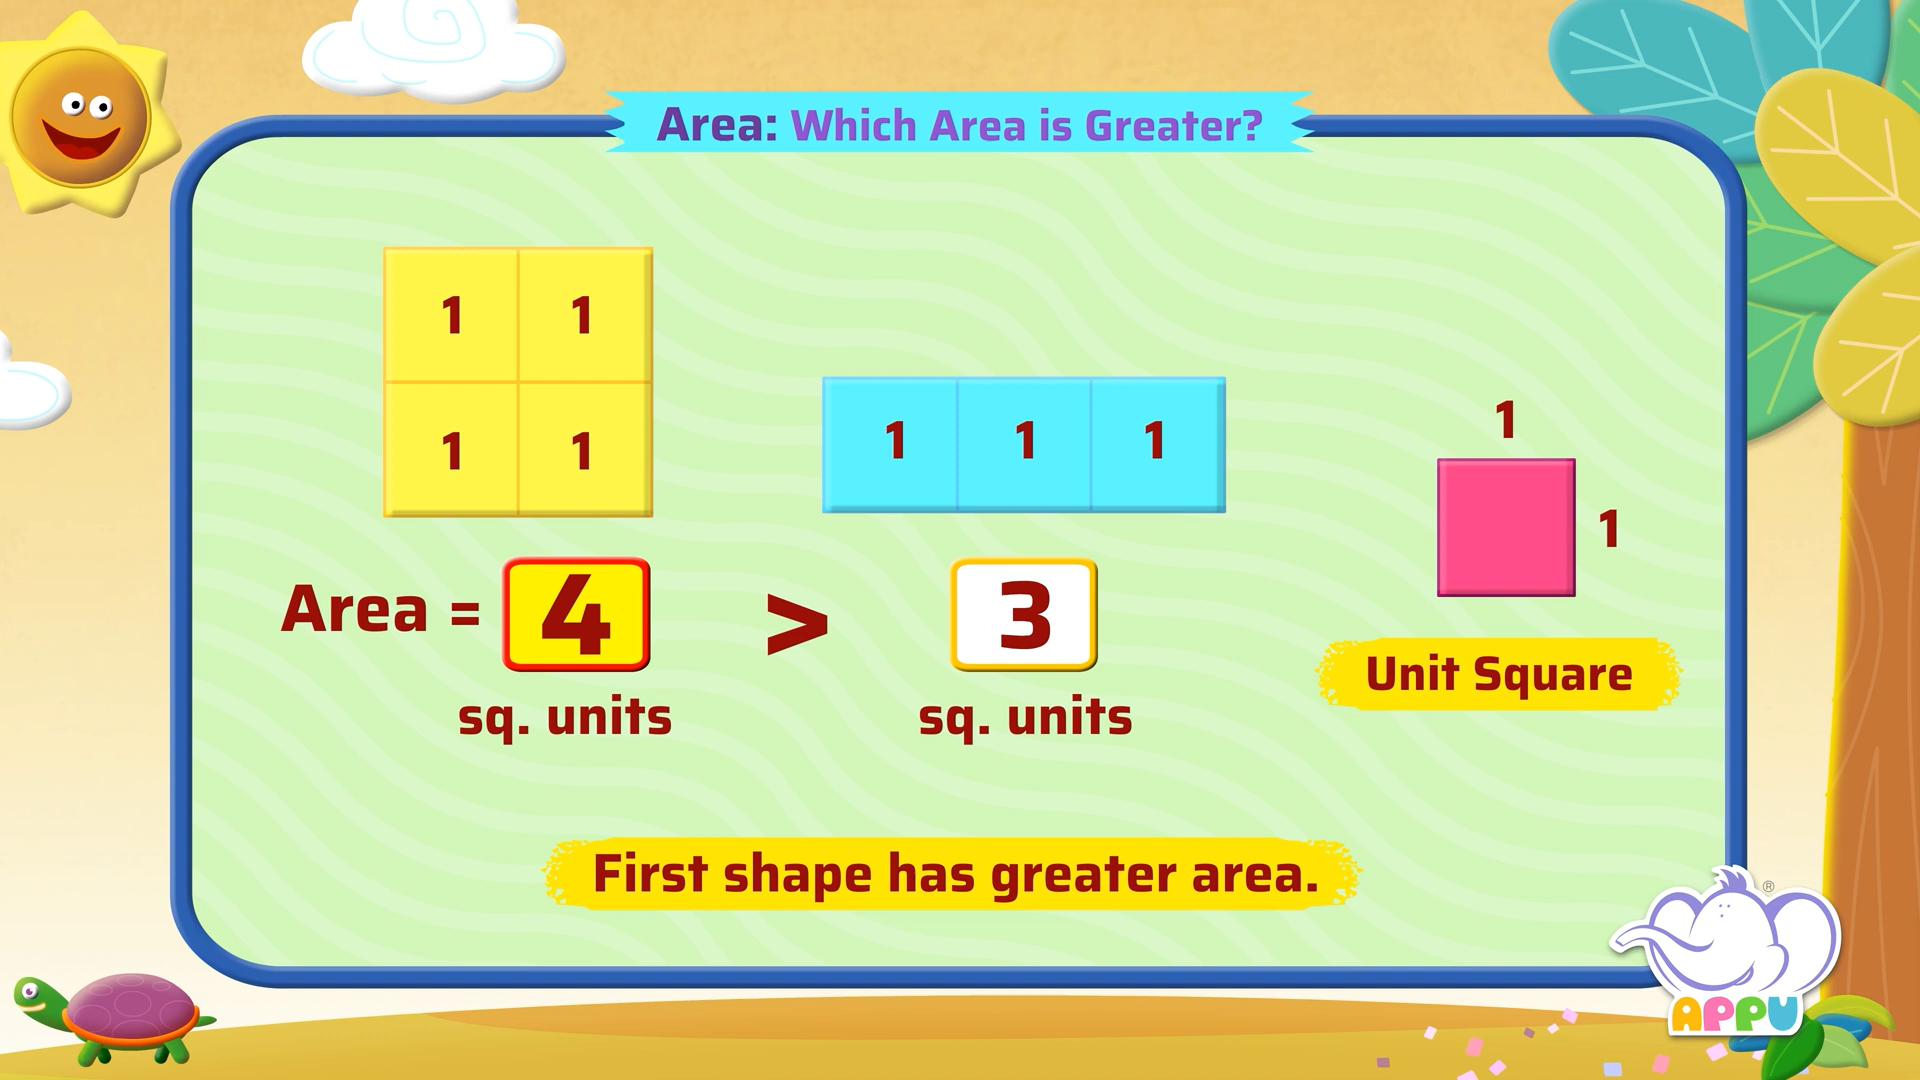 Area: Which Area is Greater?
1 1
1 1
1 1 1
1
1
Area = 4 > 3
sq. units sq. units
Unit Square
First shape has greater area.
®
APPU